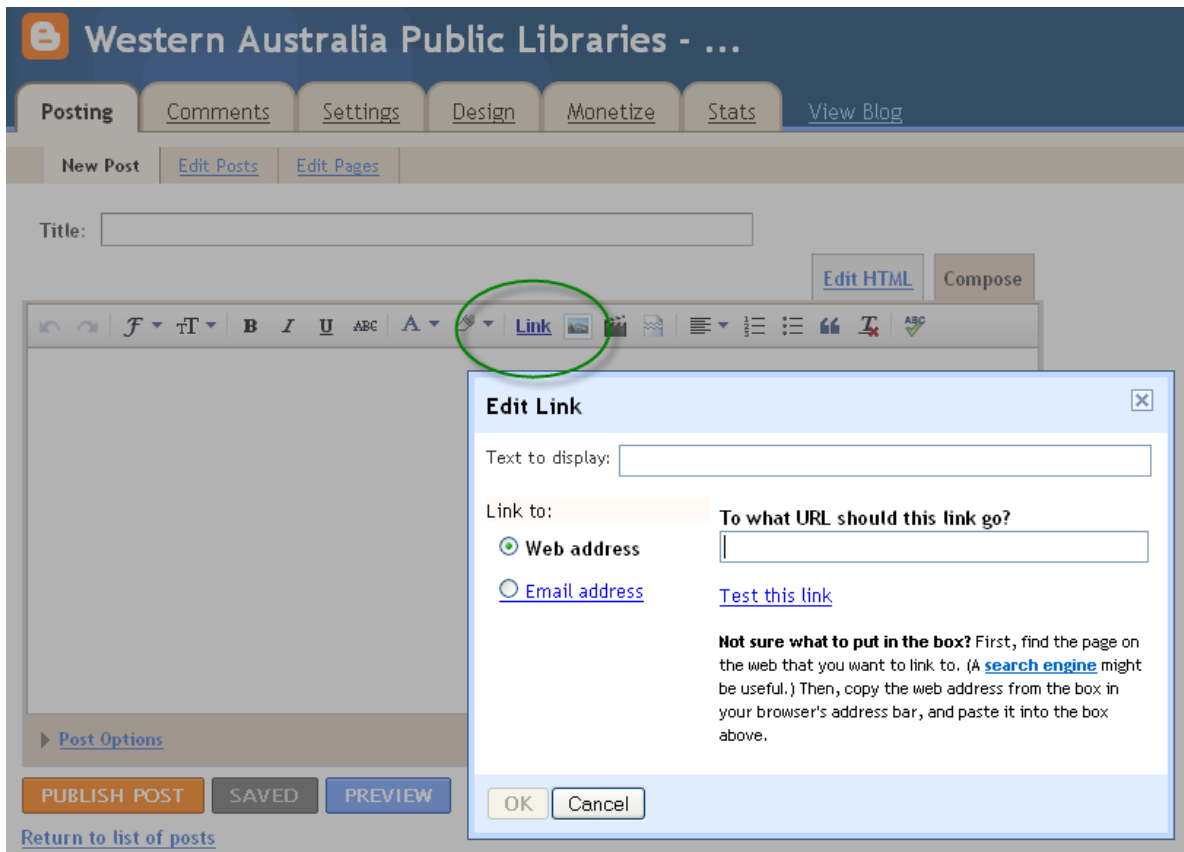 Western Australia Public Libraries - ...
Posting Comments Settings Design Monetize Stats View Blog
New Post Edit Posts Edit Pages
Title:
Edit HTML Compose
F TT B I U ABC A Link ABC
Edit Link
Text to display:
Link to:
To what URL should this link go?
Web address
Email address
Test this link
Not sure what to put in the box? First, find the page on
the web that you want to link to. (A search engine might
be useful.) Then, copy the web address from the box in
your browser's address bar, and paste it into the box
above.
Post Options
PUBLISH POST SAVED PREVIEW
OK Cancel
Return to list of posts